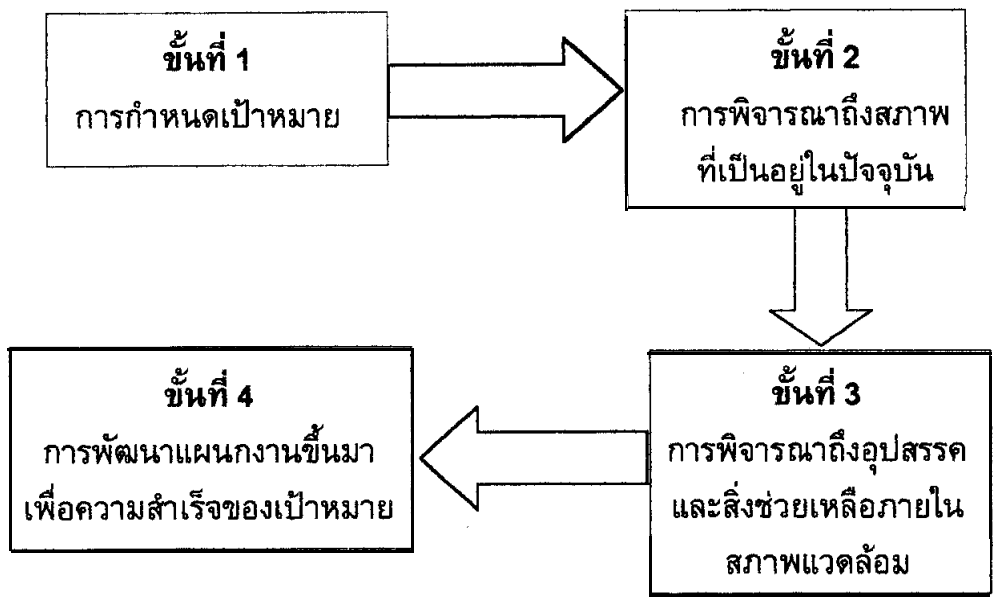 ขั้นที่ 1
การกำหนดเป้าหมาย
ขั้นที่ 2
การพิจารณาถึงสภาพ
ที่เป็นอยู่ในปัจจุบัน
ขั้นที่ 3
การพิจารณาถึงอุปสรรค
และสิ่งช่วยเหลือภายใน
สภาพแวดล้อม
ขั้นที่ 4
การพัฒนาแผนกงานขึ้นมา
เพื่อความสำเร็จของเป้าหมาย